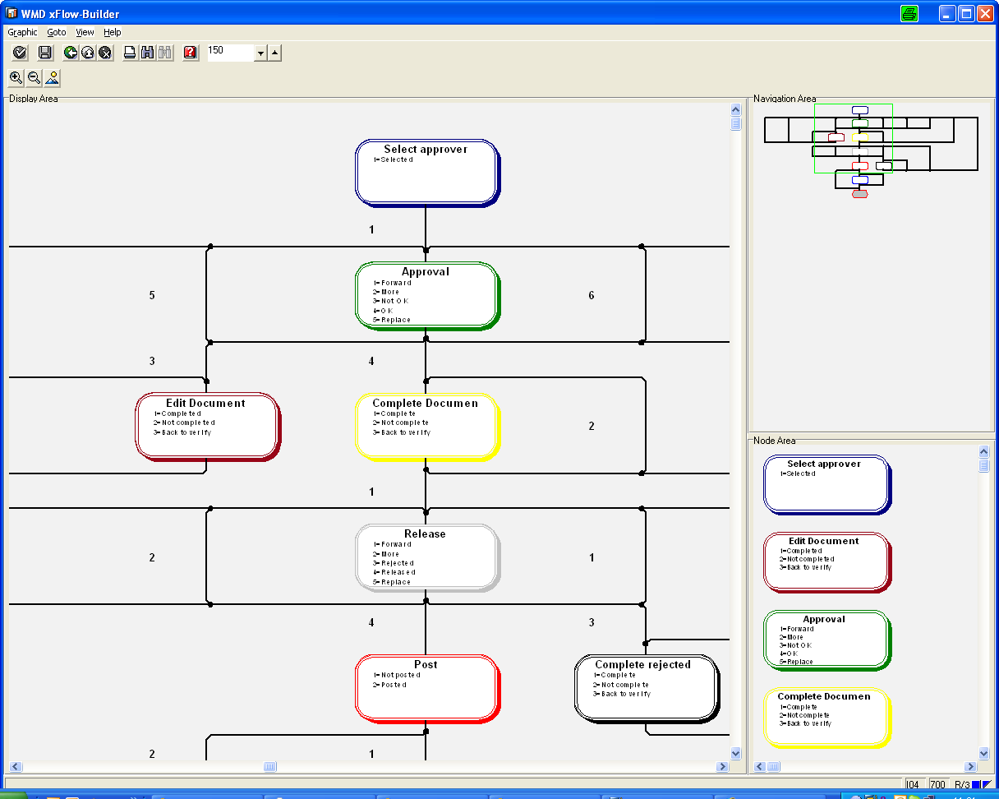 WMD xFlow-Builder
Graphic Goto View Help
150
Display Area
Select approver
1=Selected
1
Approval
1=Forward
2=More
3=Not OK
4=OK
5=Replace
5
6
3
4
Edit Document
1=Completed
2=Not completed
3=Back to verify
Complete Documen
1=Complete
2=Not complete
3=Back to verify
2
1
Release
1=Forward
2=More
3=Rejected
4=Released
5=Replace
2
1
4
3
Post
1=Not posted
2=Posted
Complete rejected
1=Complete
2=Not complete
3=Back to verify
2
1
Navigation Area
Node Area
Select approver
1=Selected
Edit Document
1=Completed
2=Not completed
3=Back to verify
Approval
1=Forward
2=More
3=Not OK
4=OK
5=Replace
Complete Documen
1=Complete
2=Not complete
3=Back to verify
I04 700 R/3